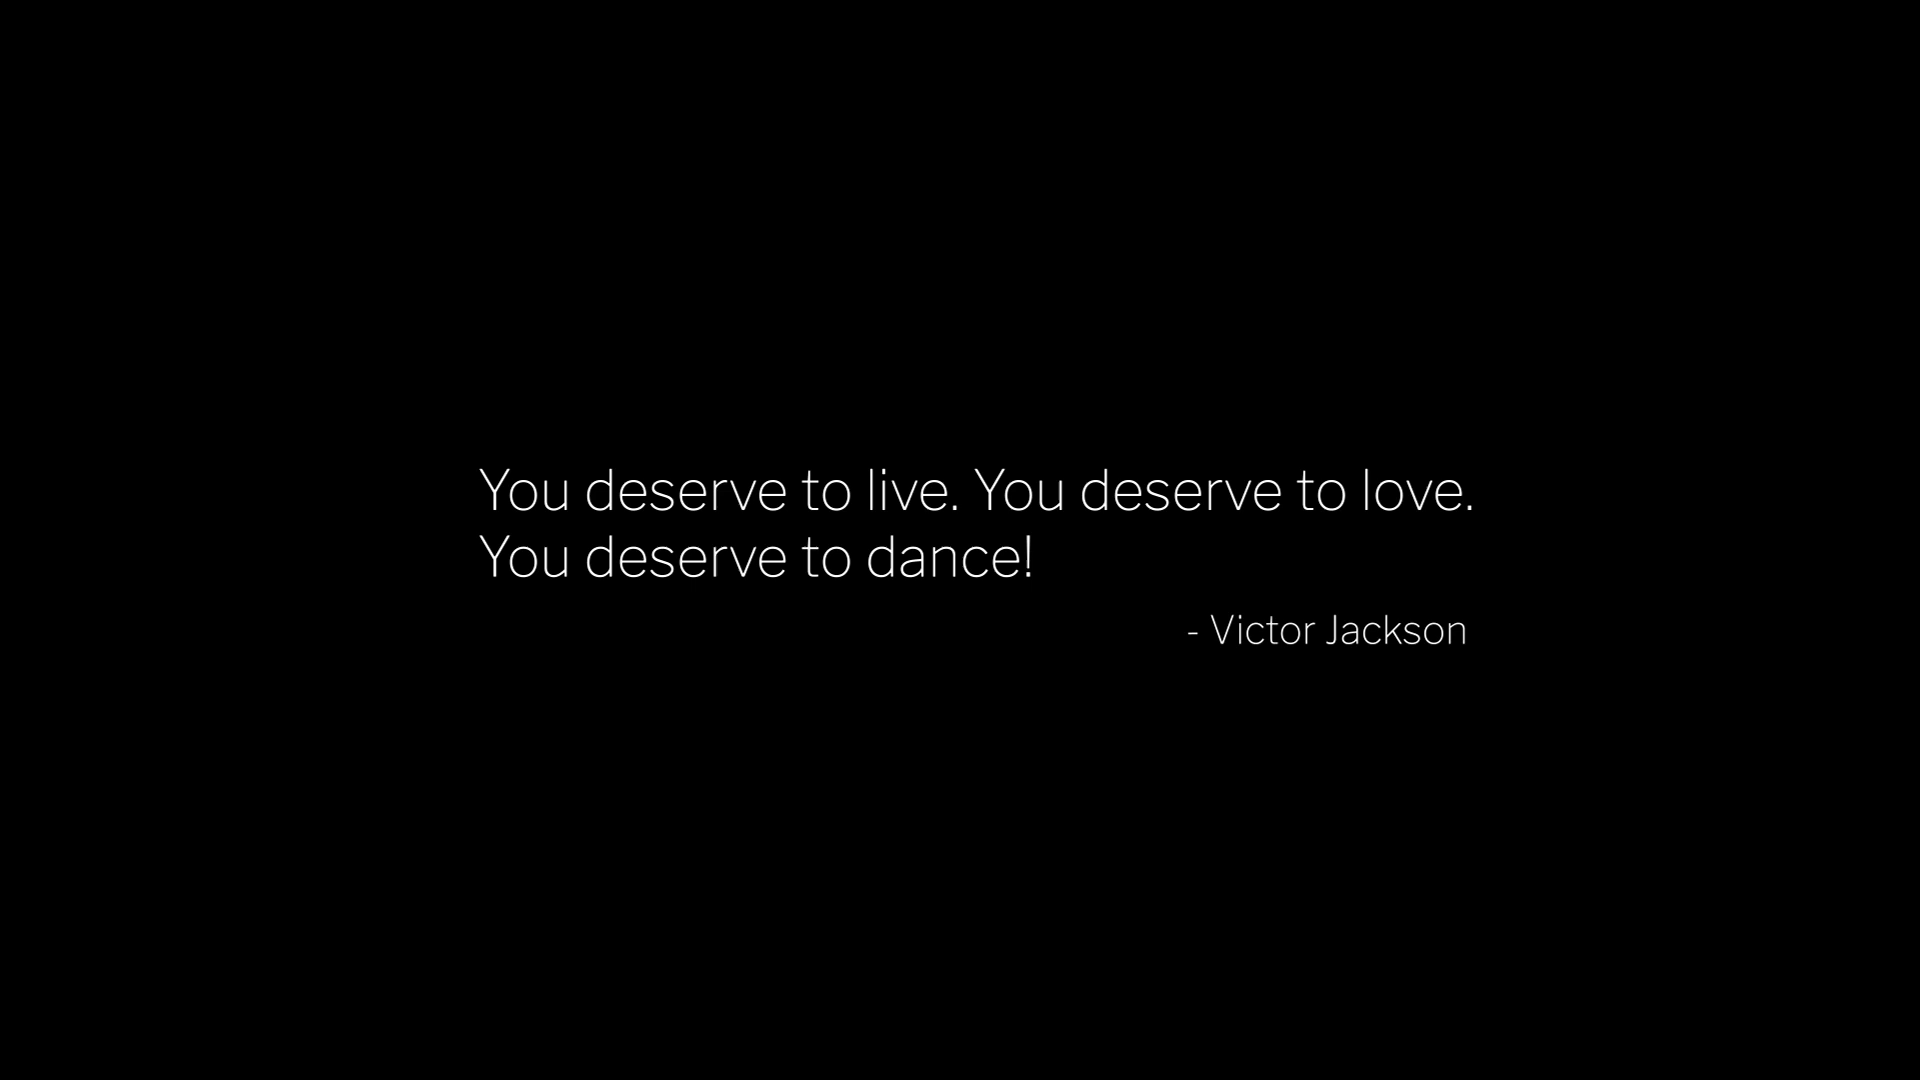 You deserve to live. You deserve to love.
You deserve to dance!
- Victor Jackson